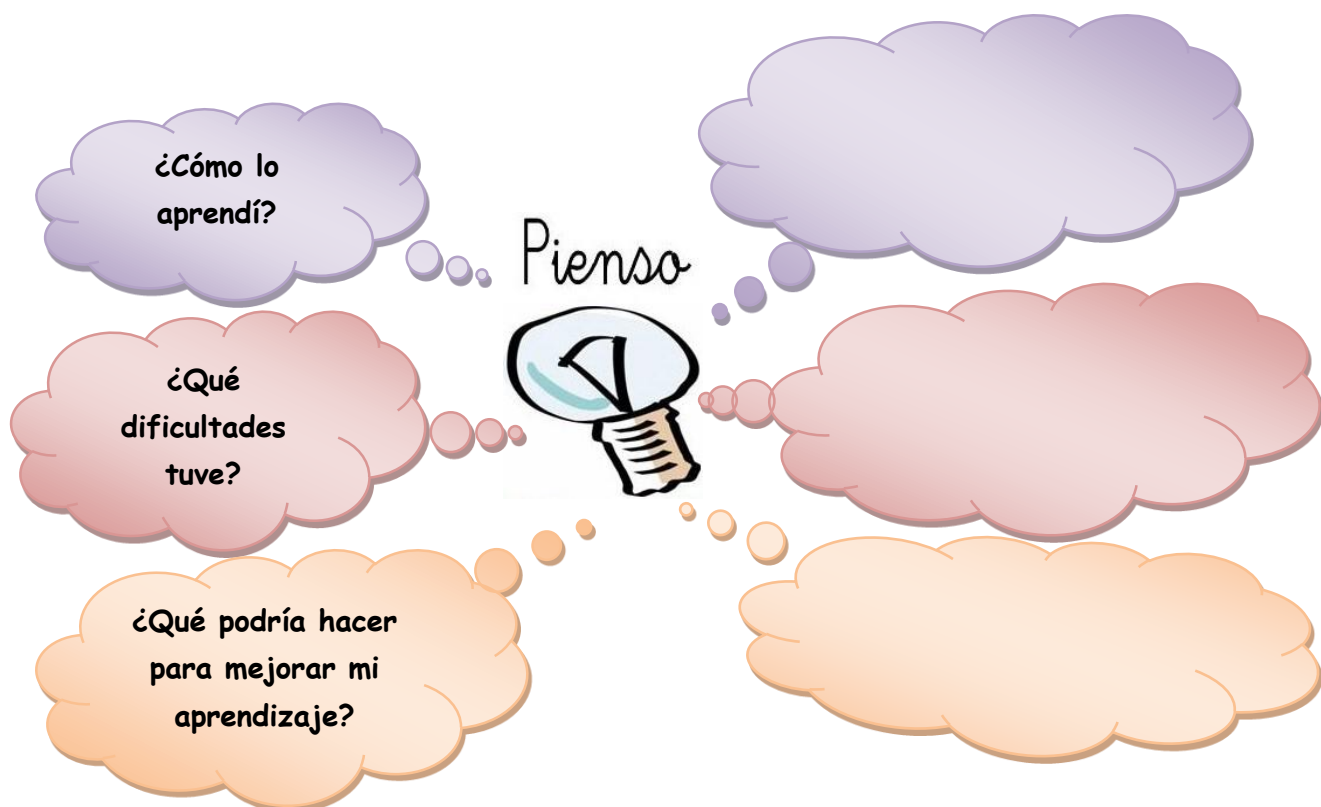 ¿Cómo lo
aprendí?
Pienso
¿Qué
dificultades
tuve?
¿Qué podría hacer
para mejorar mi
aprendizaje?